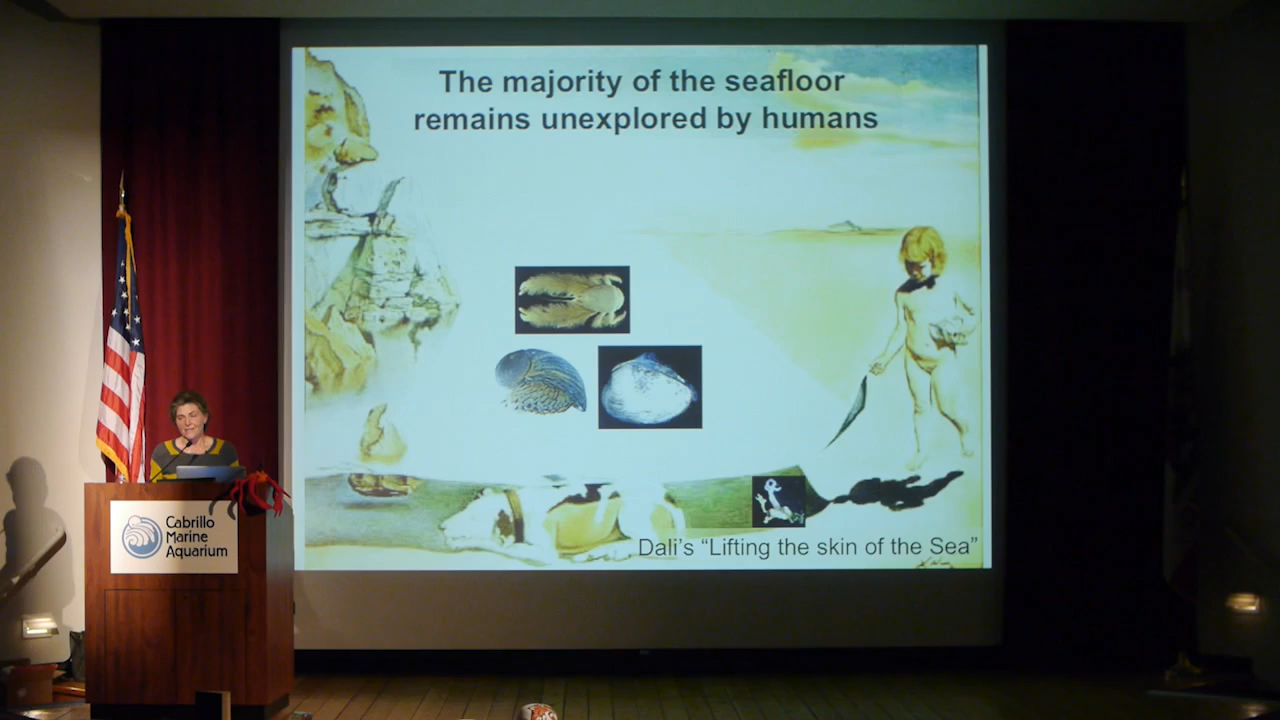 The majority of the seafloor
remains unexplored by humans
Cabrillo
Marine
Aquarium
Dali's “Lifting the skin of the Sea”